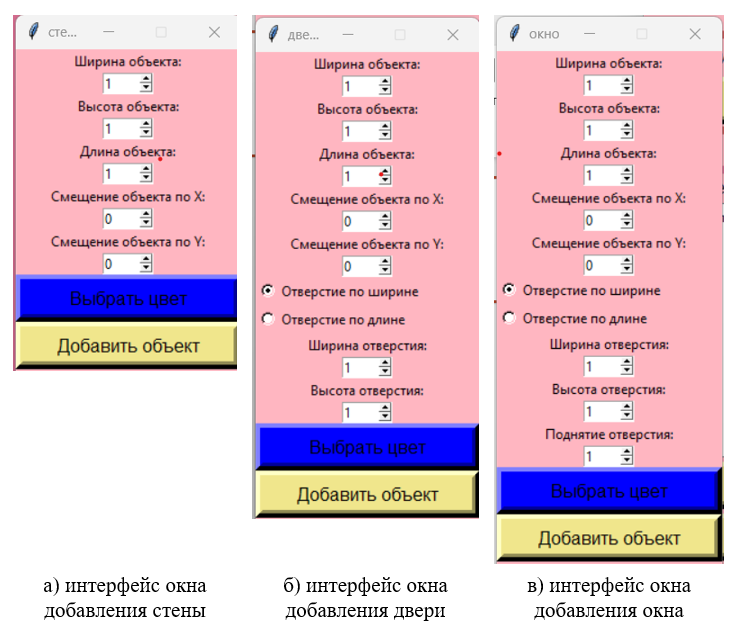 сте...
Ширина объекта:
1
Высота объекта:
1
Длина объекта:
1
Смещение объекта по X:
0
Смещение объекта по Y:
0
Выбрать цвет
Добавить объект
а) интерфейс окна
добавления стены
две...
Ширина объекта:
1
Высота объекта:
1
Длина объекта:
1
Смещение объекта по X:
0
Смещение объекта по Y:
0
Отверстие по ширине
Отверстие по длине
Ширина отверстия:
1
Высота отверстия:
1
Выбрать цвет
Добавить объект
б) интерфейс окна
добавления двери
окно
Ширина объекта:
1
Высота объекта:
1
Длина объекта:
1
Смещение объекта по X:
0
Смещение объекта по Y:
0
Отверстие по ширине
Отверстие по длине
Ширина отверстия:
1
Высота отверстия:
1
Поднятие отверстия:
1
Выбрать цвет
Добавить объект
в) интерфейс окна
добавления окна